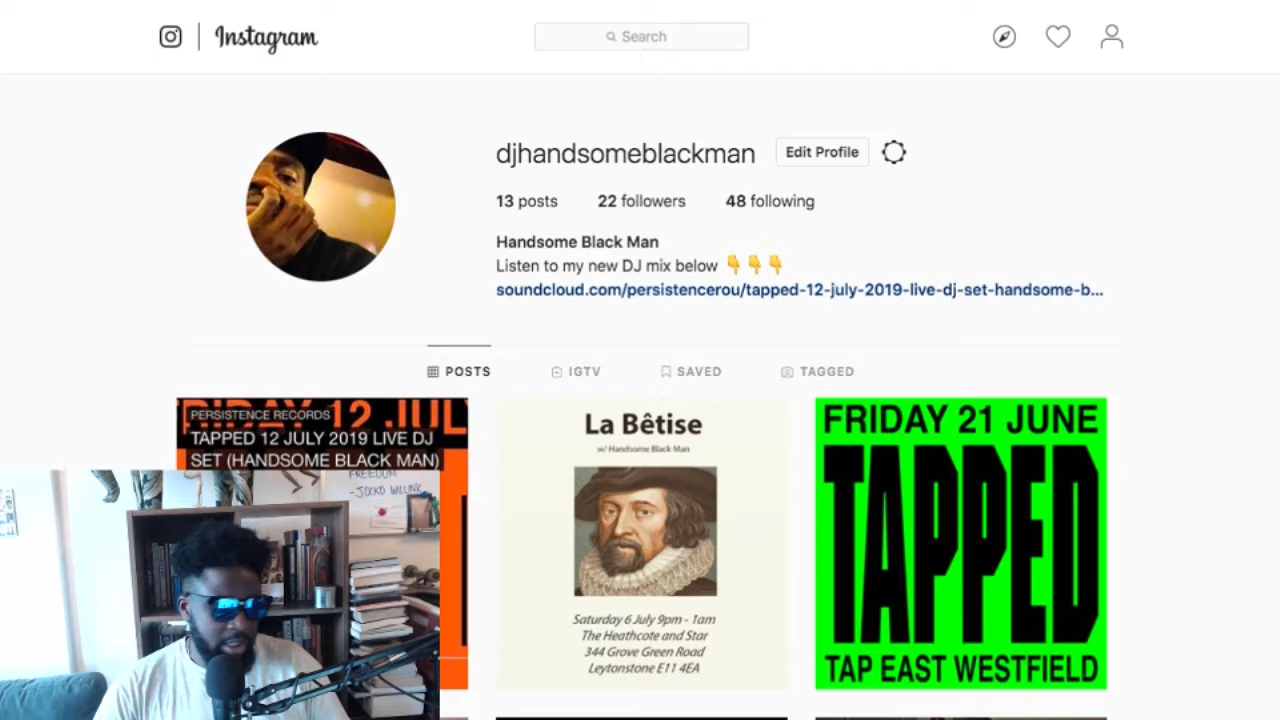 Instagram
Search
djhandsomeblackman
Edit Profile
13 posts
22 followers
48 following
Handsome Black Man
Listen to my new DJ mix below 👇👇👇
soundcloud.com/persistencerou/tapped-12-july-2019-live-dj-set-handsome-b...
POSTS
IGTV
SAVED
TAGGED
FRIDAY 12 JULY
PERSISTENCE RECORDS
TAPPED 12 JULY 2019 LIVE DJ
SET (HANDSOME BLACK MAN)
La Bêtise
w/ Handsome Black Man
Saturday 6 July 9pm - 1am
The Heathcote and Star
344 Grove Green Road
Leytonstone E11 4EA
FRIDAY 21 JUNE
TAPPED
TAP EAST WESTFIELD
FREEDOM
-JOCKO WILLINK